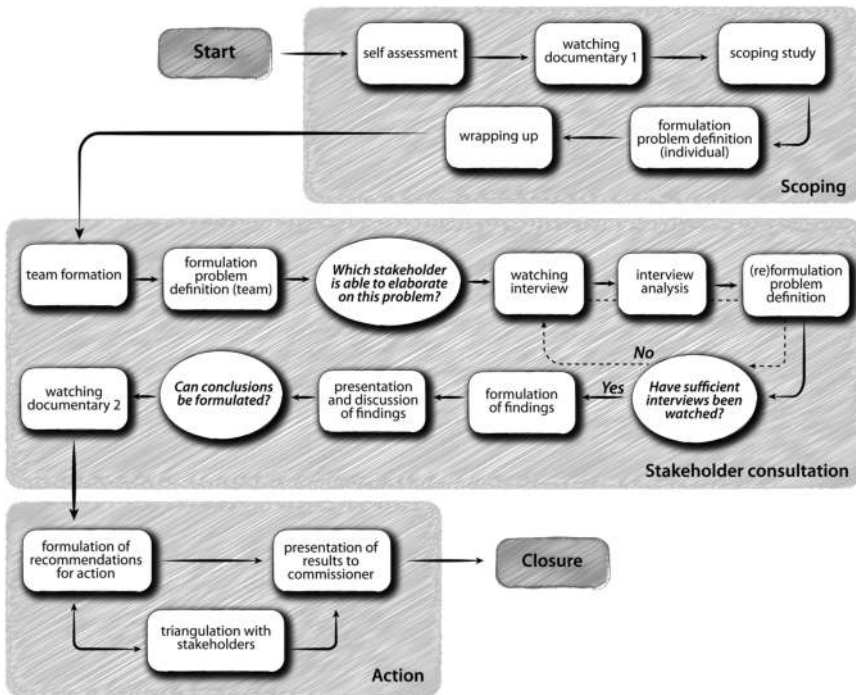 Start
self assessment
watching
documentary 1
scoping study
wrapping up
formulation
problem definition
(individual)
Scoping
team formation
formulation
problem
definition (team)
Which stakeholder
is able to elaborate
on this problem?
watching
interview
interview
analysis
(re)formulation
problem
definition
No
watching
documentary 2
Can conclusions
be formulated?
presentation
and discussion
of findings
formulation
of findings
Yes
Have sufficient
interviews been
watched?
Stakeholder consultation
formulation of
recommendations
for action
presentation of
results to
commissioner
Closure
triangulation with
stakeholders
Action